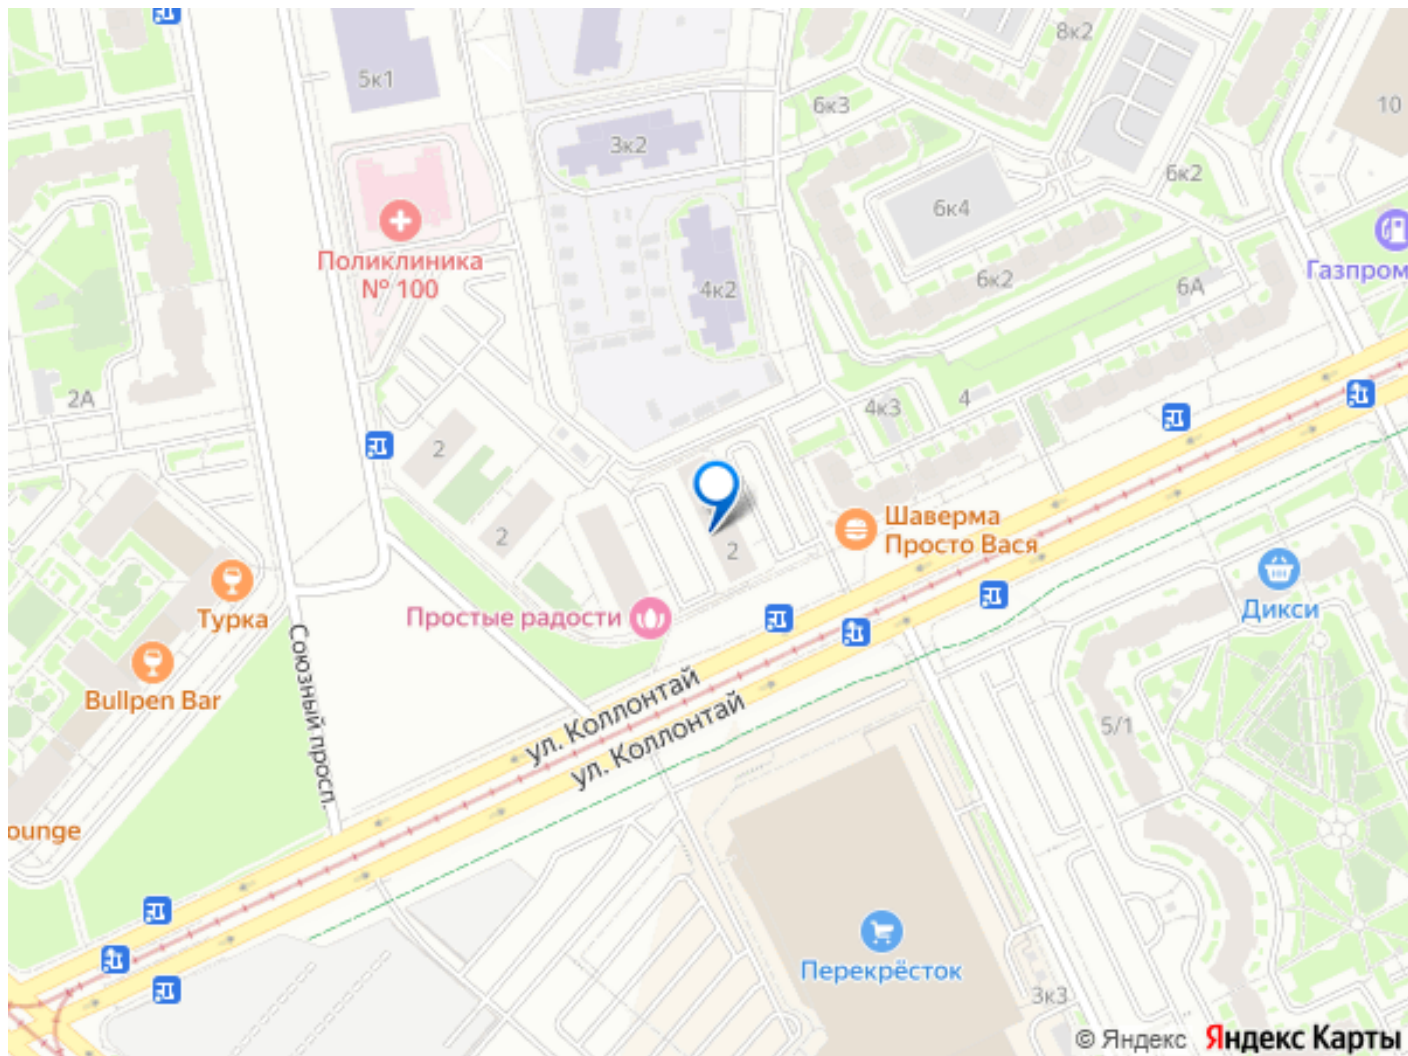 8к2
5к1
6к3
10
3к2
6к2
6к4
Поликлиника
№ 100
Газпром
6к2
4к2
6А
2А
4к3
4
2
Шаверма
Просто Вася
2
2
Дикси
Турка
Простые радости
Союзный просп.
Bullpen Bar
ул. Коллонтай
ул. Коллонтай
5/1
ounge
Перекрёсток
3к3
© Яндекс Яндекс Карты